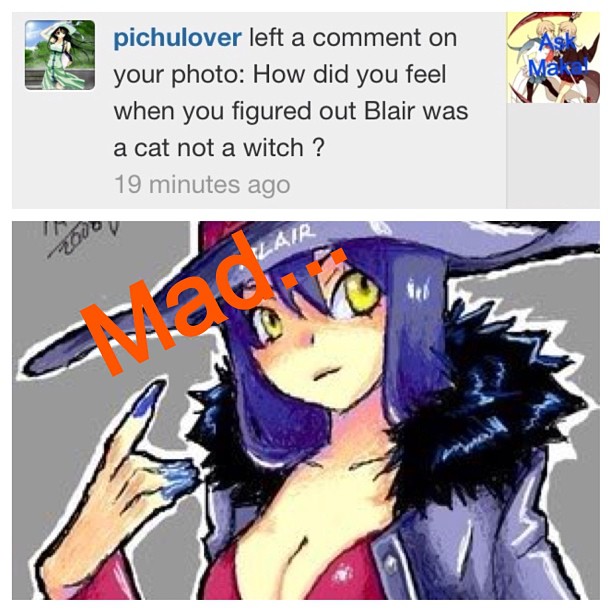 pichulover left a comment on
your photo: How did you feel
when you figured out Blair was
a cat not a witch ?
19 minutes ago
Ask
Maka!
2006
BLAIR
Mad...